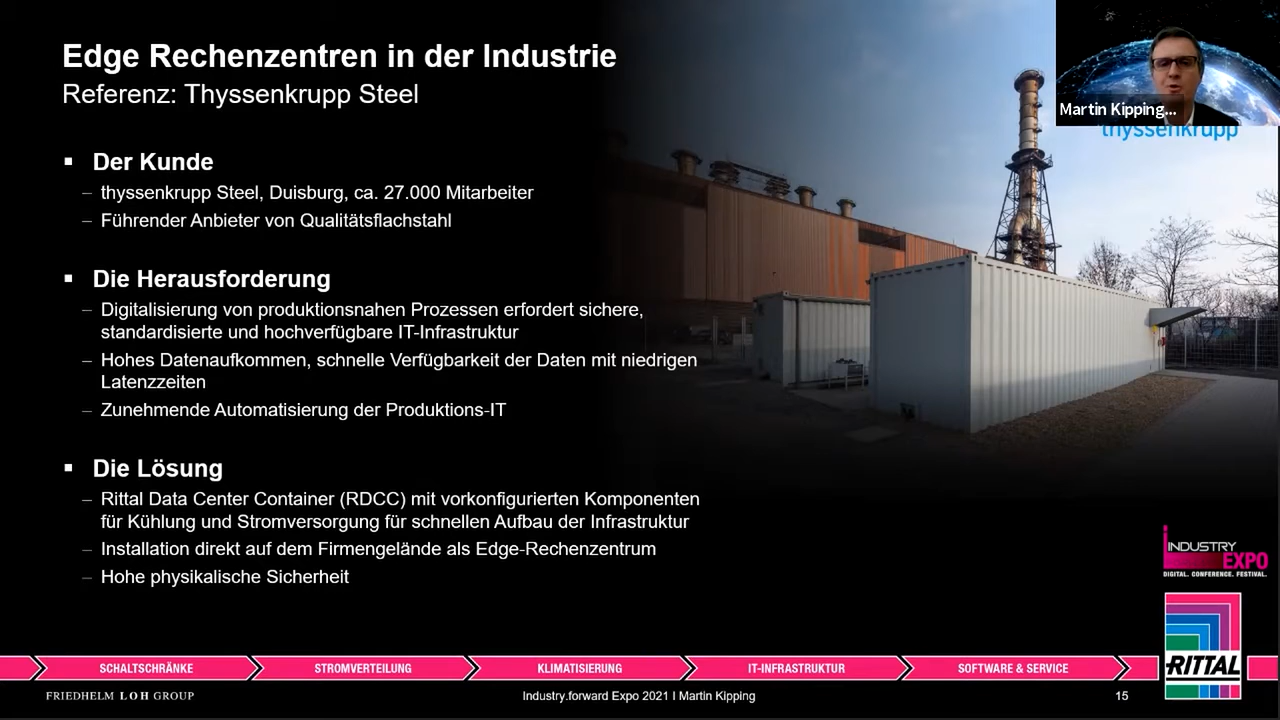 Edge Rechenzentren in der Industrie
Referenz: Thyssenkrupp Steel
Martin Kipping...
thyssenkrupp
▪ Der Kunde
– thyssenkrupp Steel, Duisburg, ca. 27.000 Mitarbeiter
– Führender Anbieter von Qualitätsflachstahl
▪ Die Herausforderung
– Digitalisierung von produktionsnahen Prozessen erfordert sichere,
standardisierte und hochverfügbare IT-Infrastruktur
– Hohes Datenaufkommen, schnelle Verfügbarkeit der Daten mit niedrigen
Latenzzeiten
– Zunehmende Automatisierung der Produktions-IT
▪ Die Lösung
– Rittal Data Center Container (RDCC) mit vorkonfigurierten Komponenten
für Kühlung und Stromversorgung für schnellen Aufbau der Infrastruktur
– Installation direkt auf dem Firmengelände als Edge-Rechenzentrum
– Hohe physikalische Sicherheit
INDUSTRY
EXPO
DIGITAL. CONFERENCE. FESTIVAL.
SCHALTSCHRÄNKE
STROMVERTEILUNG
KLIMATISIERUNG
IT-INFRASTRUKTUR
SOFTWARE & SERVICE
RITTAL
FRIEDHELM LOH GROUP
Industry.forward Expo 2021 I Martin Kipping
15